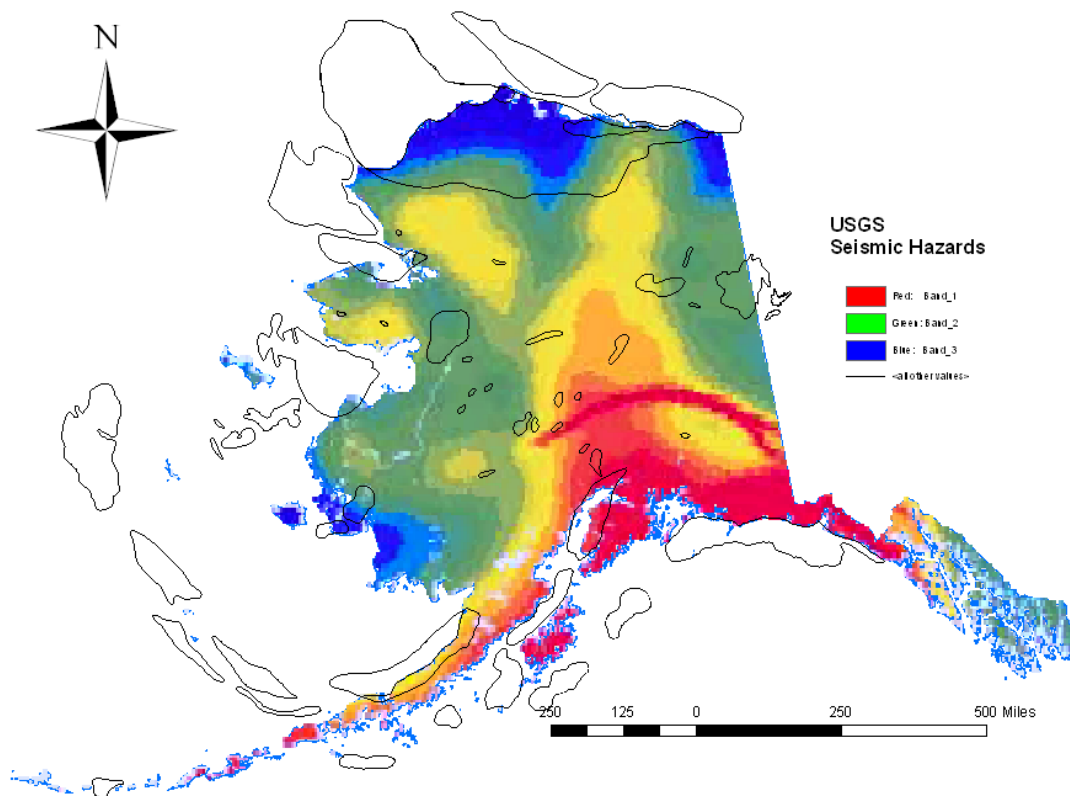 N
USGS
Seismic Hazards
Red: Band_1
Green: Band_2
Blue: Band_3
<all other values>
250 125 0 250 500 Miles